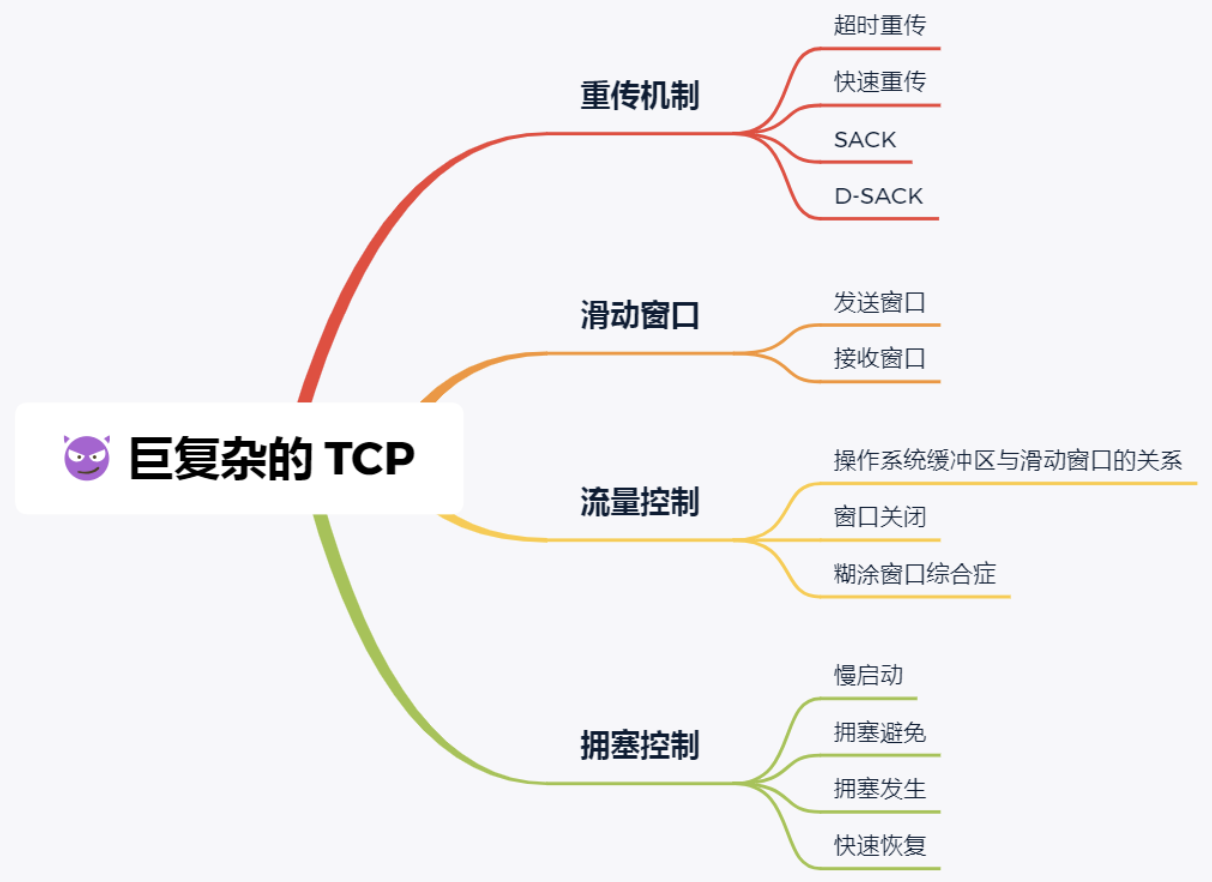 重传机制
超时重传
快速重传
SACK
D-SACK
滑动窗口
发送窗口
接收窗口
巨复杂的 TCP
流量控制
操作系统缓冲区与滑动窗口的关系
窗口关闭
糊涂窗口综合症
拥塞控制
慢启动
拥塞避免
拥塞发生
快速恢复